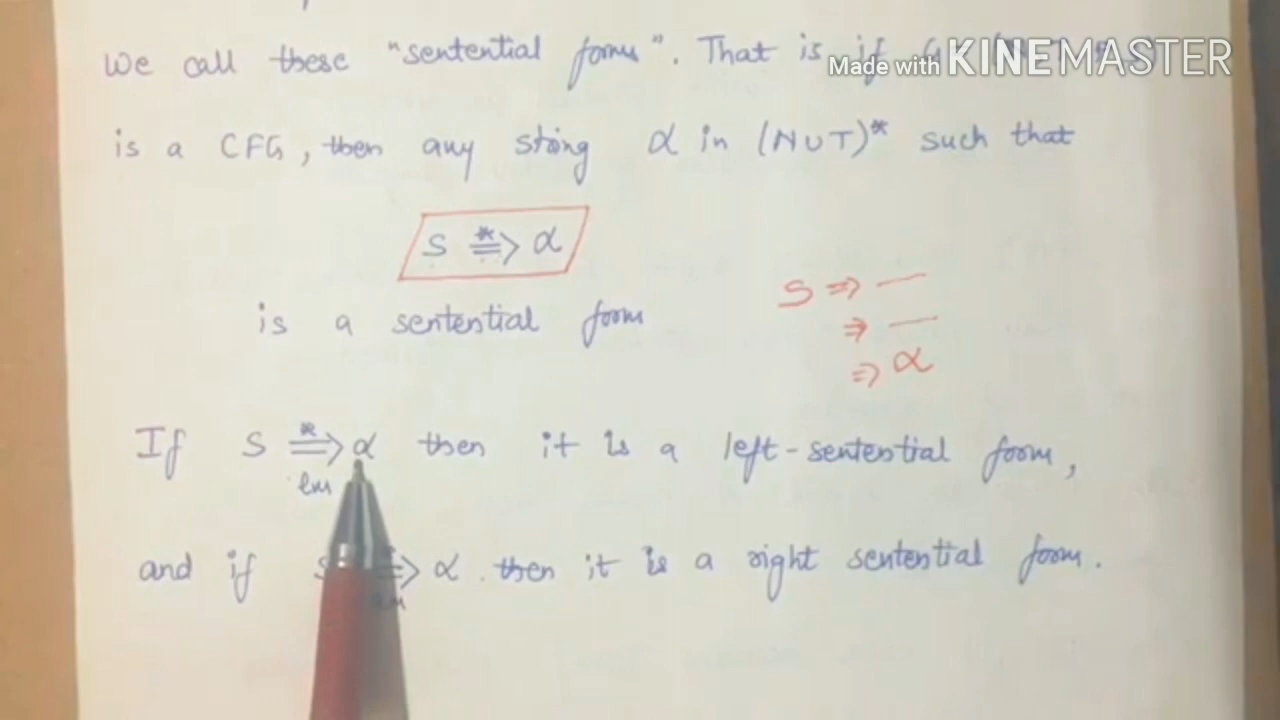 We call these "sentential forms". That is if
Made with KINEMASTER
is a CFG, then any string α in (NUT)* such that
S *=> α
is a sentential form
S => —
=> —
=> α
If S *=> α then it is a left-sentential form,
lm
and if S => α then it is a right sentential form.